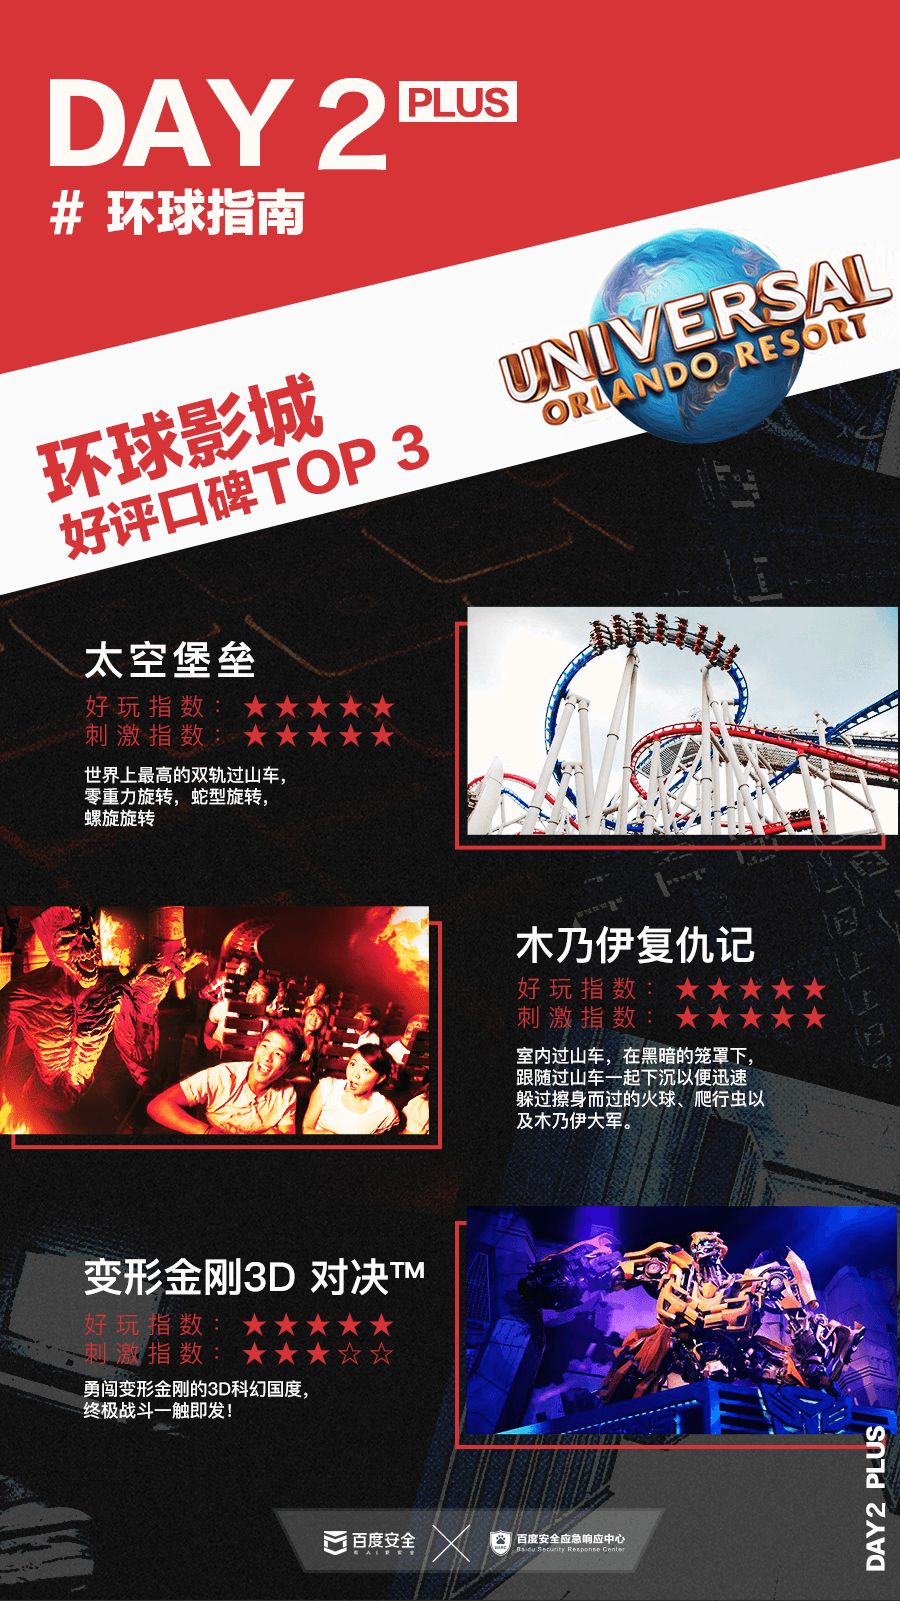 DAY 2 PLUS
# 环球指南
UNIVERSAL
ORLANDO RESORT
环球影城
好评口碑TOP 3
太空堡垒
好玩指数：★★★★★
刺激指数：★★★★★
世界上最高的双轨过山车，
零重力旋转，蛇型旋转，
螺旋旋转
木乃伊复仇记
好玩指数：★★★★★
刺激指数：★★★★★
室内过山车，在黑暗的笼罩下，
跟随过山车一起下沉以便迅速
躲过擦身而过的火球、爬行虫以
及木乃伊大军。
变形金刚3D 对决™
好玩指数：★★★★★
刺激指数：★★★☆☆
勇闯变形金刚的3D科幻国度，
终极战斗一触即发！
DAY2 PLUS
百度安全
百度安全应急响应中心
Baidu Security Response Center